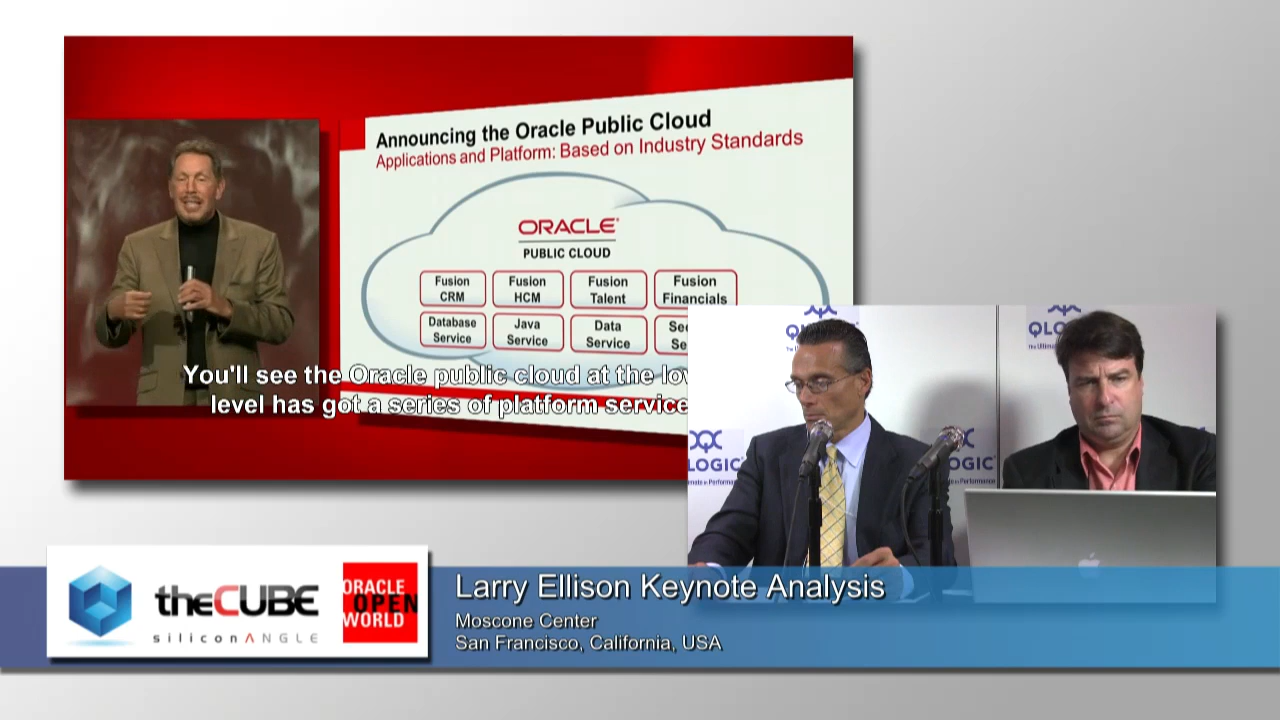 Announcing the Oracle Public Cloud
Applications and Platform: Based on Industry Standards
ORACLE
PUBLIC CLOUD
Fusion CRM
Fusion HCM
Fusion Talent
Fusion Financials
Database Service
Java Service
Data Service
You'll see the Oracle public cloud at the
level has got a series of platform
QLOGIC
theCUBE
siliconANGLE
ORACLE
OPEN
WORLD
Larry Ellison Keynote Analysis
Moscone Center
San Francisco, California, USA